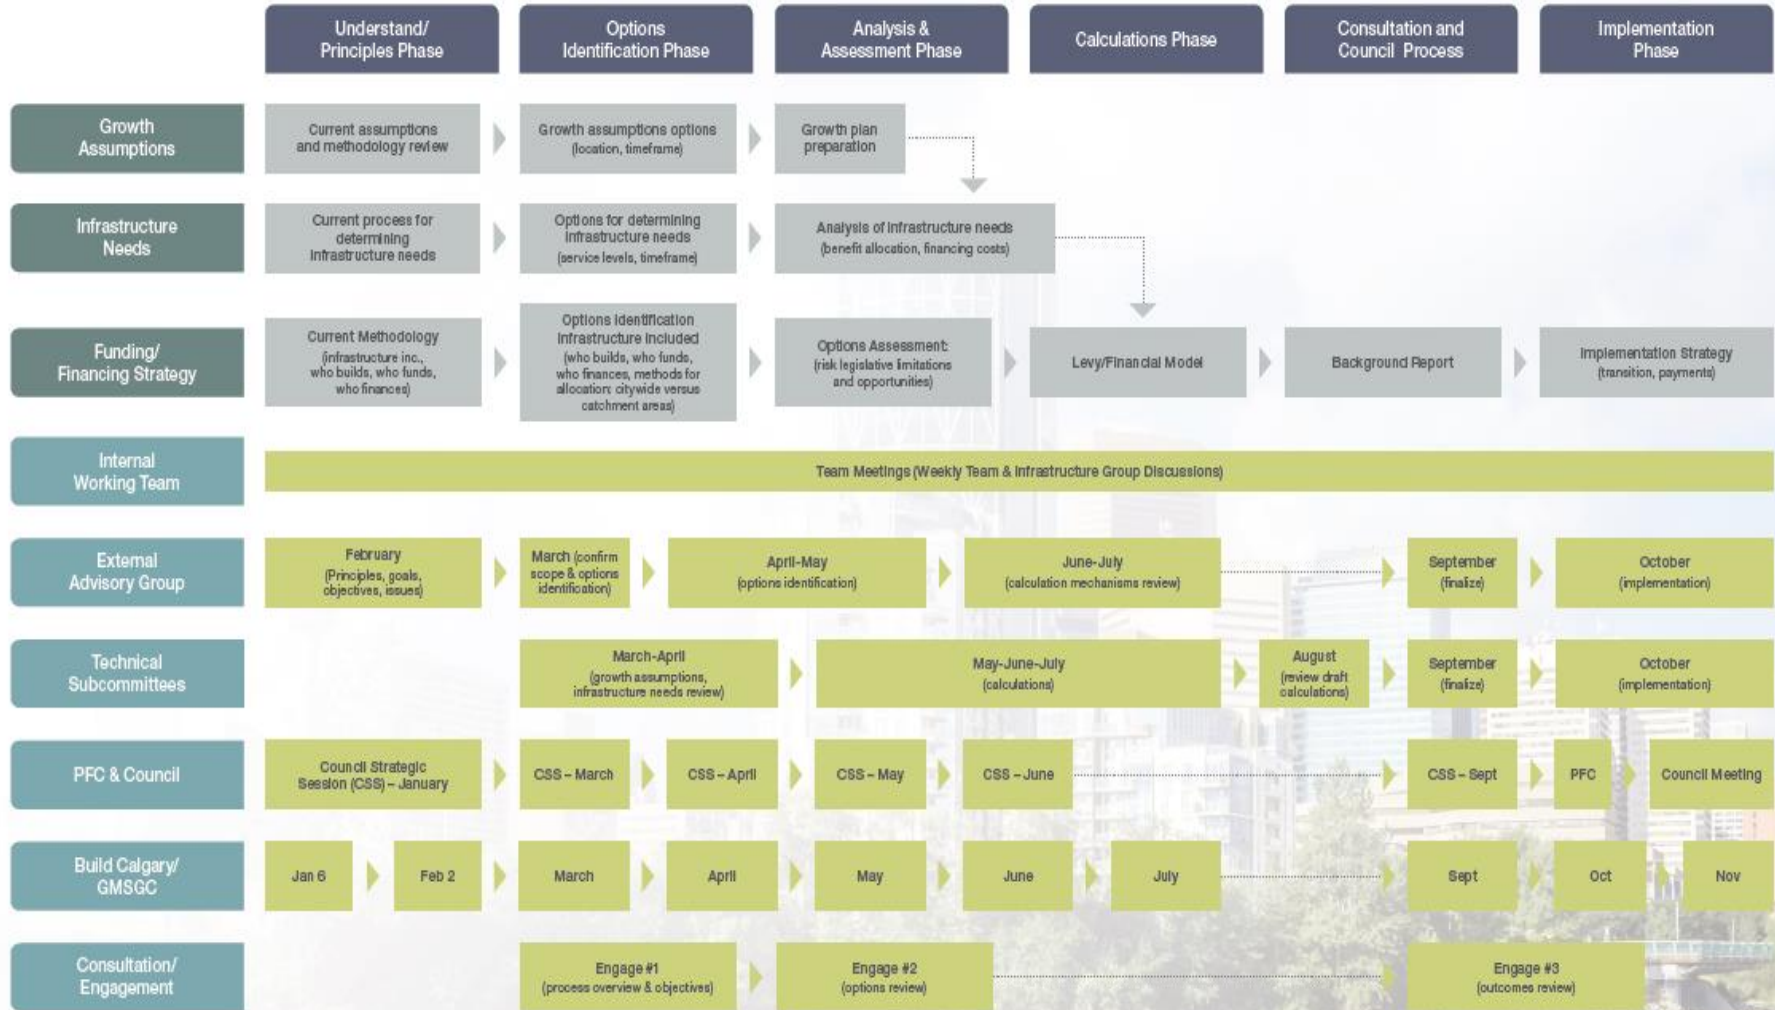 Understand/
Principles Phase
Options
Identification Phase
Analysis &
Assessment Phase
Calculations Phase
Consultation and
Council Process
Implementation
Phase
Growth
Assumptions
Current assumptions
and methodology review
Growth assumptions options
(location, timeframe)
Growth plan
preparation
Infrastructure
Needs
Current process for
determining
infrastructure needs
Options for determining
infrastructure needs
(service levels, timeframe)
Analysis of infrastructure needs
(benefit allocation, financing costs)
Funding/
Financing Strategy
Current Methodology
(infrastructure inc.,
who builds, who funds,
who finances)
Options Identification
infrastructure included
(who builds, who funds,
who finances, methods for
allocation: citywide versus
catchment areas)
Options Assessment:
(risk legislative limitations
and opportunities)
Levy/Financial Model
Background Report
Implementation Strategy
(transition, payments)
Internal
Working Team
Team Meetings (Weekly Team & Infrastructure Group Discussions)
External
Advisory Group
February
(Principles, goals,
objectives, issues)
March (confirm
scope & options
identification)
April-May
(options identification)
June-July
(calculation mechanisms review)
September
(finalize)
October
(implementation)
Technical
Subcommittees
March-April
(growth assumptions,
infrastructure needs review)
May-June-July
(calculations)
August
(review draft
calculations)
September
(finalize)
October
(implementation)
PFC & Council
Council Strategic
Session (CSS) – January
CSS – March
CSS – April
CSS – May
CSS – June
CSS – Sept
PFC
Council Meeting
Build Calgary/
GMSGC
Jan 6
Feb 2
March
April
May
June
July
Sept
Oct
Nov
Consultation/
Engagement
Engage #1
(process overview & objectives)
Engage #2
(options review)
Engage #3
(outcomes review)